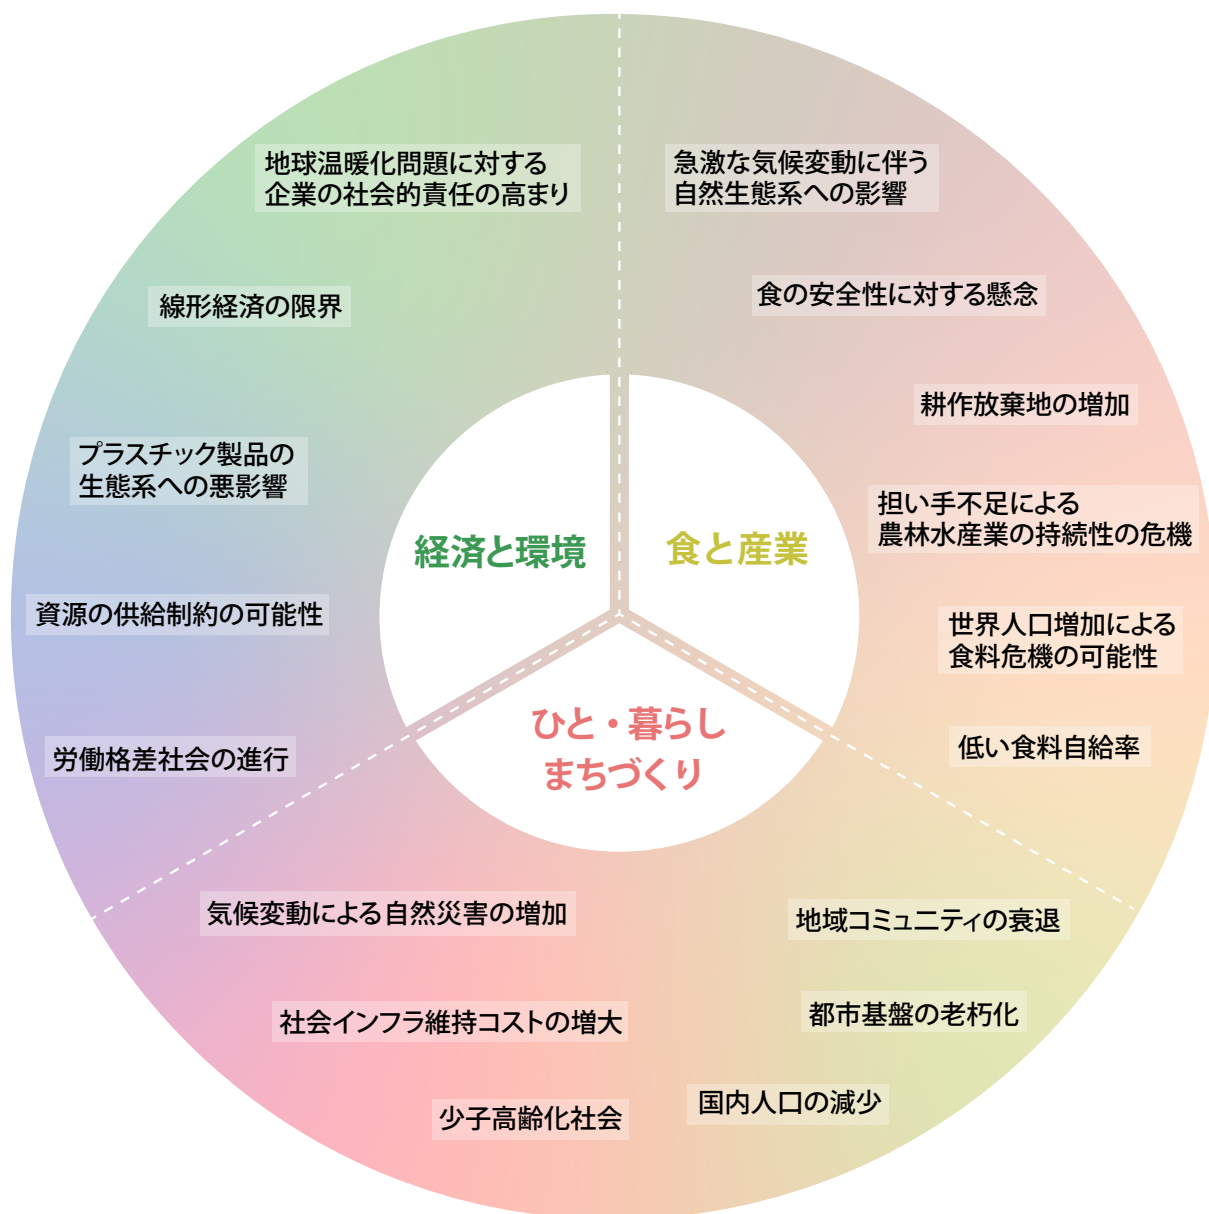 地球温暖化問題に対する
企業の社会的責任の高まり
線形経済の限界
プラスチック製品の
生態系への悪影響
資源の供給制約の可能性
労働格差社会の進行
急激な気候変動に伴う
自然生態系への影響
食の安全性に対する懸念
耕作放棄地の増加
担い手不足による
農林水産業の持続性の危機
世界人口増加による
食料危機の可能性
低い食料自給率
経済と環境
食と産業
ひと・暮らし
まちづくり
気候変動による自然災害の増加
社会インフラ維持コストの増大
少子高齢化社会
地域コミュニティの衰退
都市基盤の老朽化
国内人口の減少